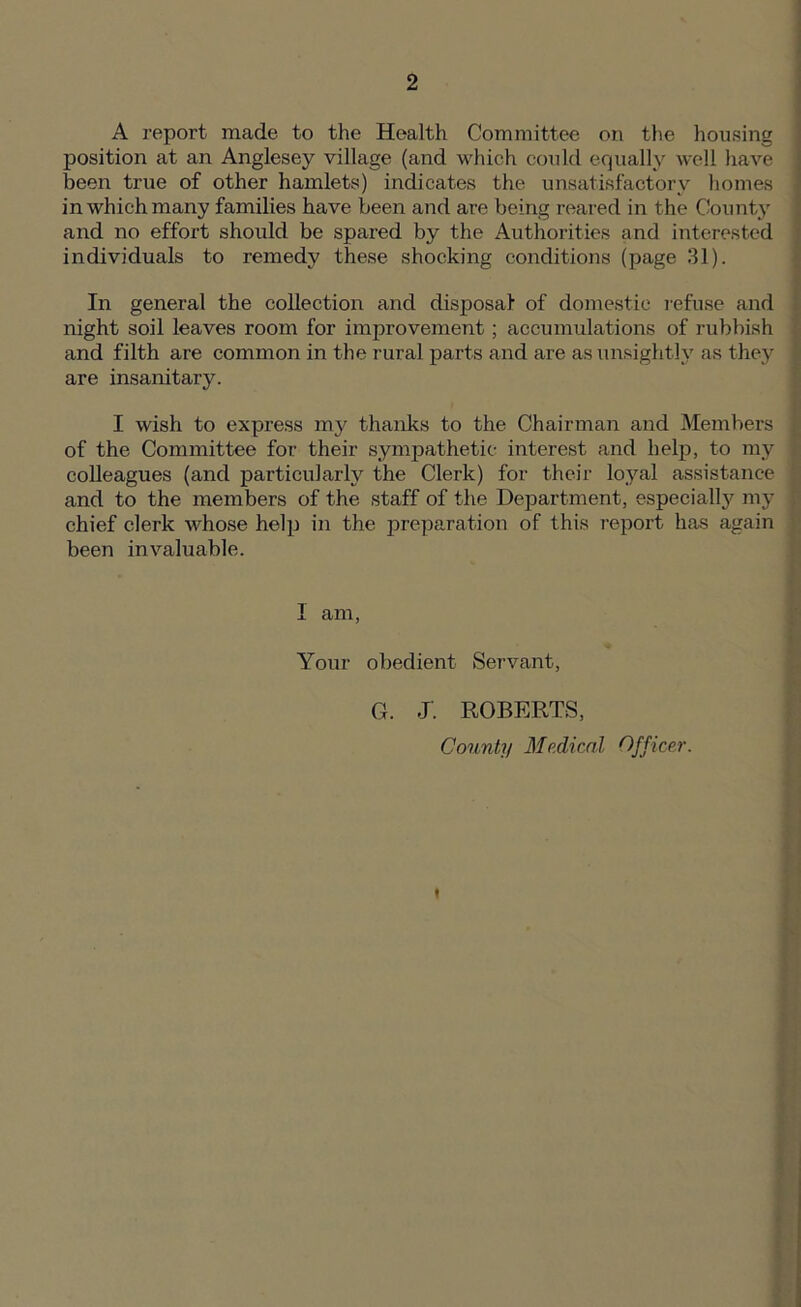 2
A report made to the Health Committee on the housing
position at an Anglesey village (and which could equally well have
been true of other hamlets) indicates the unsatisfactory homes
in which many families have been and are being reared in the County
and no effort should be spared by the Authorities and interested
individuals to remedy these shocking conditions (page 31).
In general the collection and disposal of domestic refuse and
night soil leaves room for improvement ; accumulations of rubbish
and filth are common in the rural parts and are as unsightly as they
are insanitary.
I wish to express my thanks to the Chairman and Members
of the Committee for their sympathetic interest and help, to my
colleagues (and particularly the Clerk) for their loyal assistance
and to the members of the staff of the Department, especially my
chief clerk whose help in the preparation of this report has again
been invaluable.
I am,
Your obedient Servant,
G. J. ROBERTS,
County Medical Officer.